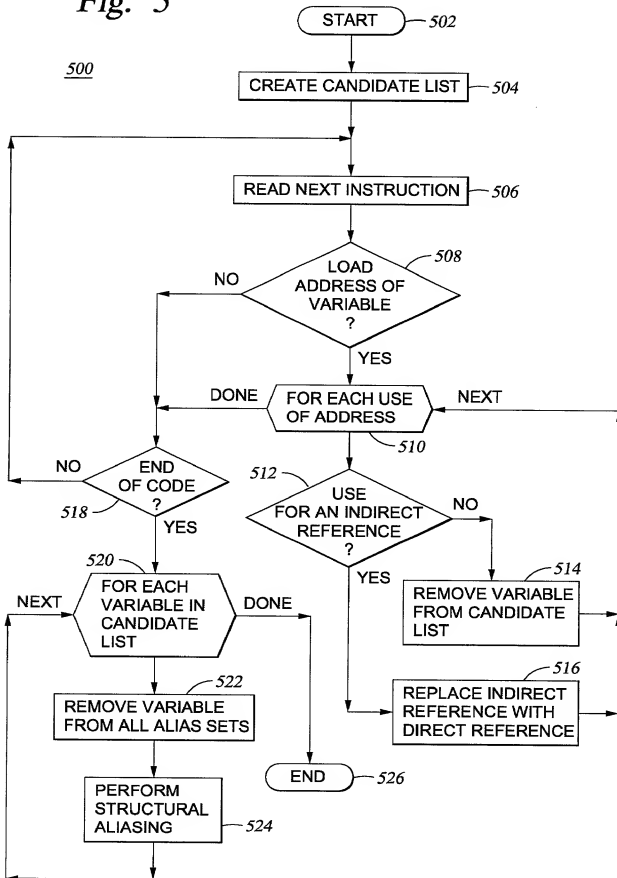 Fig. 5
START
502
500
CREATE CANDIDATE LIST
504
READ NEXT INSTRUCTION
506
508
NO
LOAD
ADDRESS OF
VARIABLE
?
YES
DONE
FOR EACH USE
OF ADDRESS
NEXT
510
NO
END
OF CODE
?
518
YES
512
USE
FOR AN INDIRECT
REFERENCE
?
NO
YES
514
REMOVE VARIABLE
FROM CANDIDATE
LIST
520
NEXT
FOR EACH
VARIABLE IN
CANDIDATE
LIST
DONE
516
REPLACE INDIRECT
REFERENCE WITH
DIRECT REFERENCE
522
REMOVE VARIABLE
FROM ALL ALIAS SETS
END
526
PERFORM
STRUCTURAL
ALIASING
524